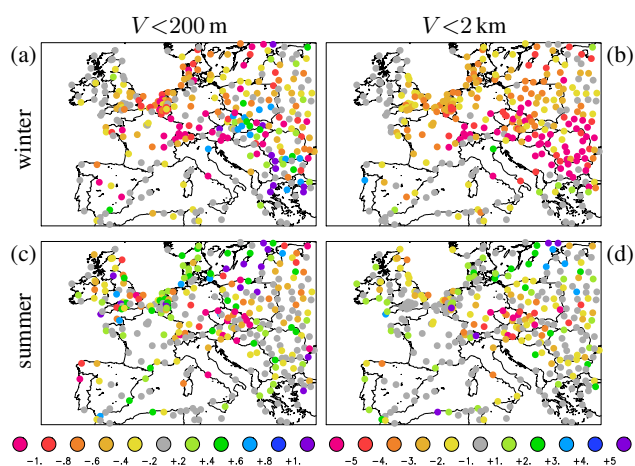 V<200 m V<2 km
(a) (b)
winter
(c) (d)
summer
-1. -.8 -.6 -.4 -.2 +.2 +.4 +.6 +.8 +1. -5 -4. -3. -2. -1. +1. +2. +3. +4. +5